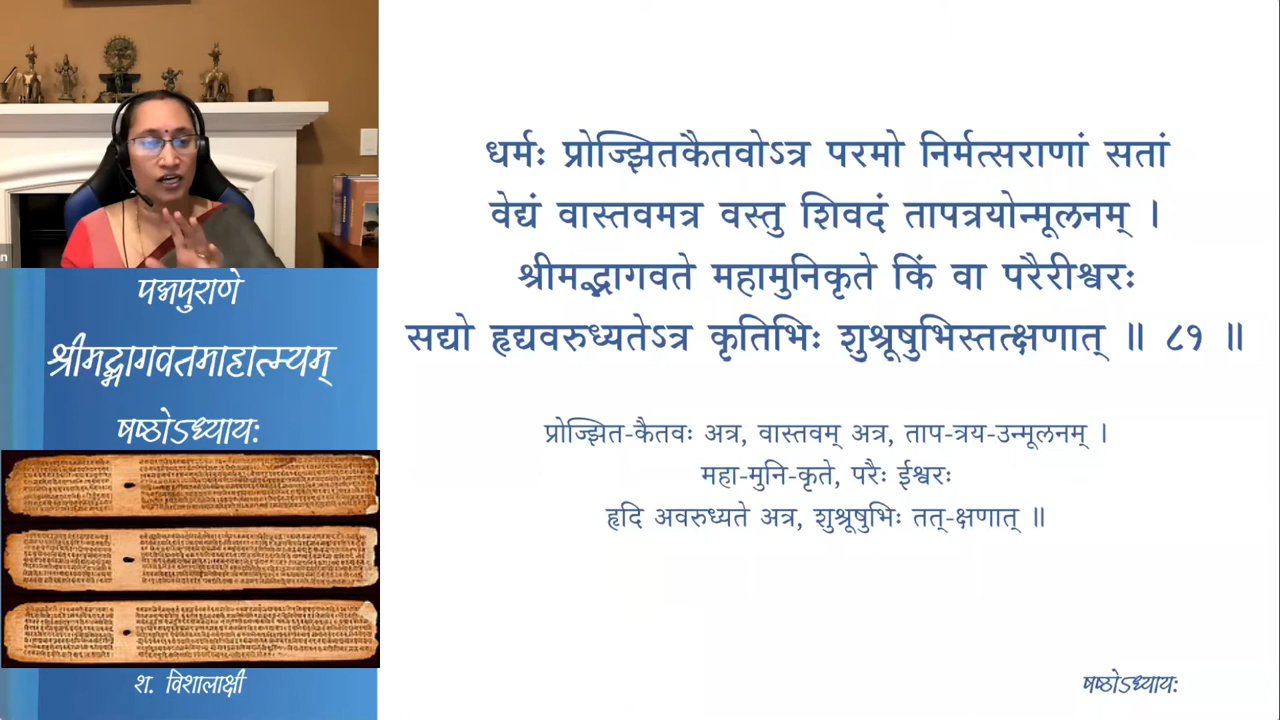 पद्मपुराणे
श्रीमद्भागवतमाहात्म्यम्
षष्ठोऽध्यायः
श. विशालाक्षी
धर्मः प्रोज्झितकैतवोऽत्र परमो निर्मत्सराणां सतां
वेद्यं वास्तवमत्र वस्तु शिवदं तापत्रयोन्मूलनम् ।
श्रीमद्भागवते महामुनिकृते किं वा परैरीश्वरः
सद्यो हृद्यवरुध्यतेऽत्र कृतिभिः शुश्रूषुभिस्तत्क्षणात् ॥ ८१ ॥
प्रोज्झित-कैतवः अत्र, वास्तवम् अत्र, ताप-त्रय-उन्मूलनम् ।
महा-मुनि-कृते, परैः ईश्वरः
हृदि अवरुध्यते अत्र, शुश्रूषुभिः तत्-क्षणात् ॥
षष्ठोऽध्यायः